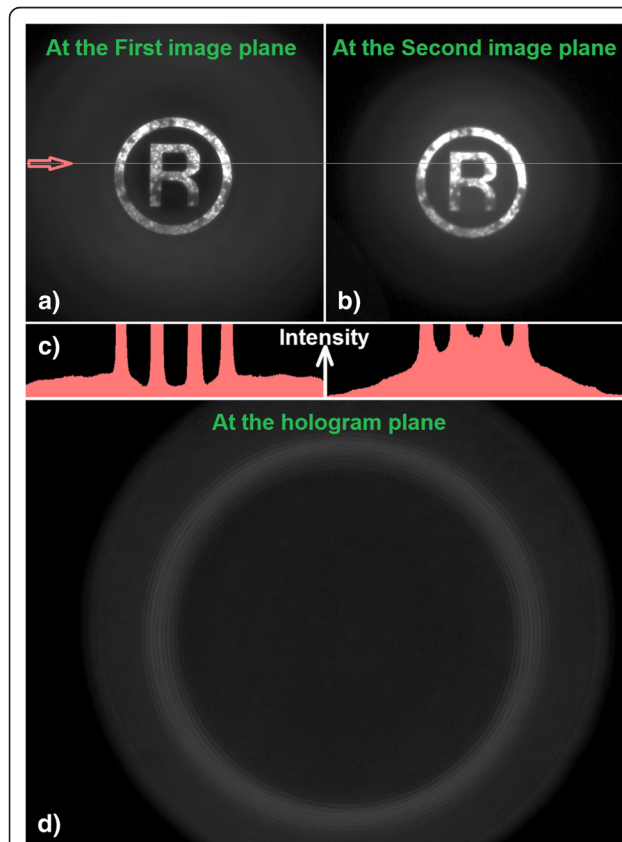 At the First image plane
At the Second image plane
R
R
a)
b)
c)
Intensity
At the hologram plane
d)